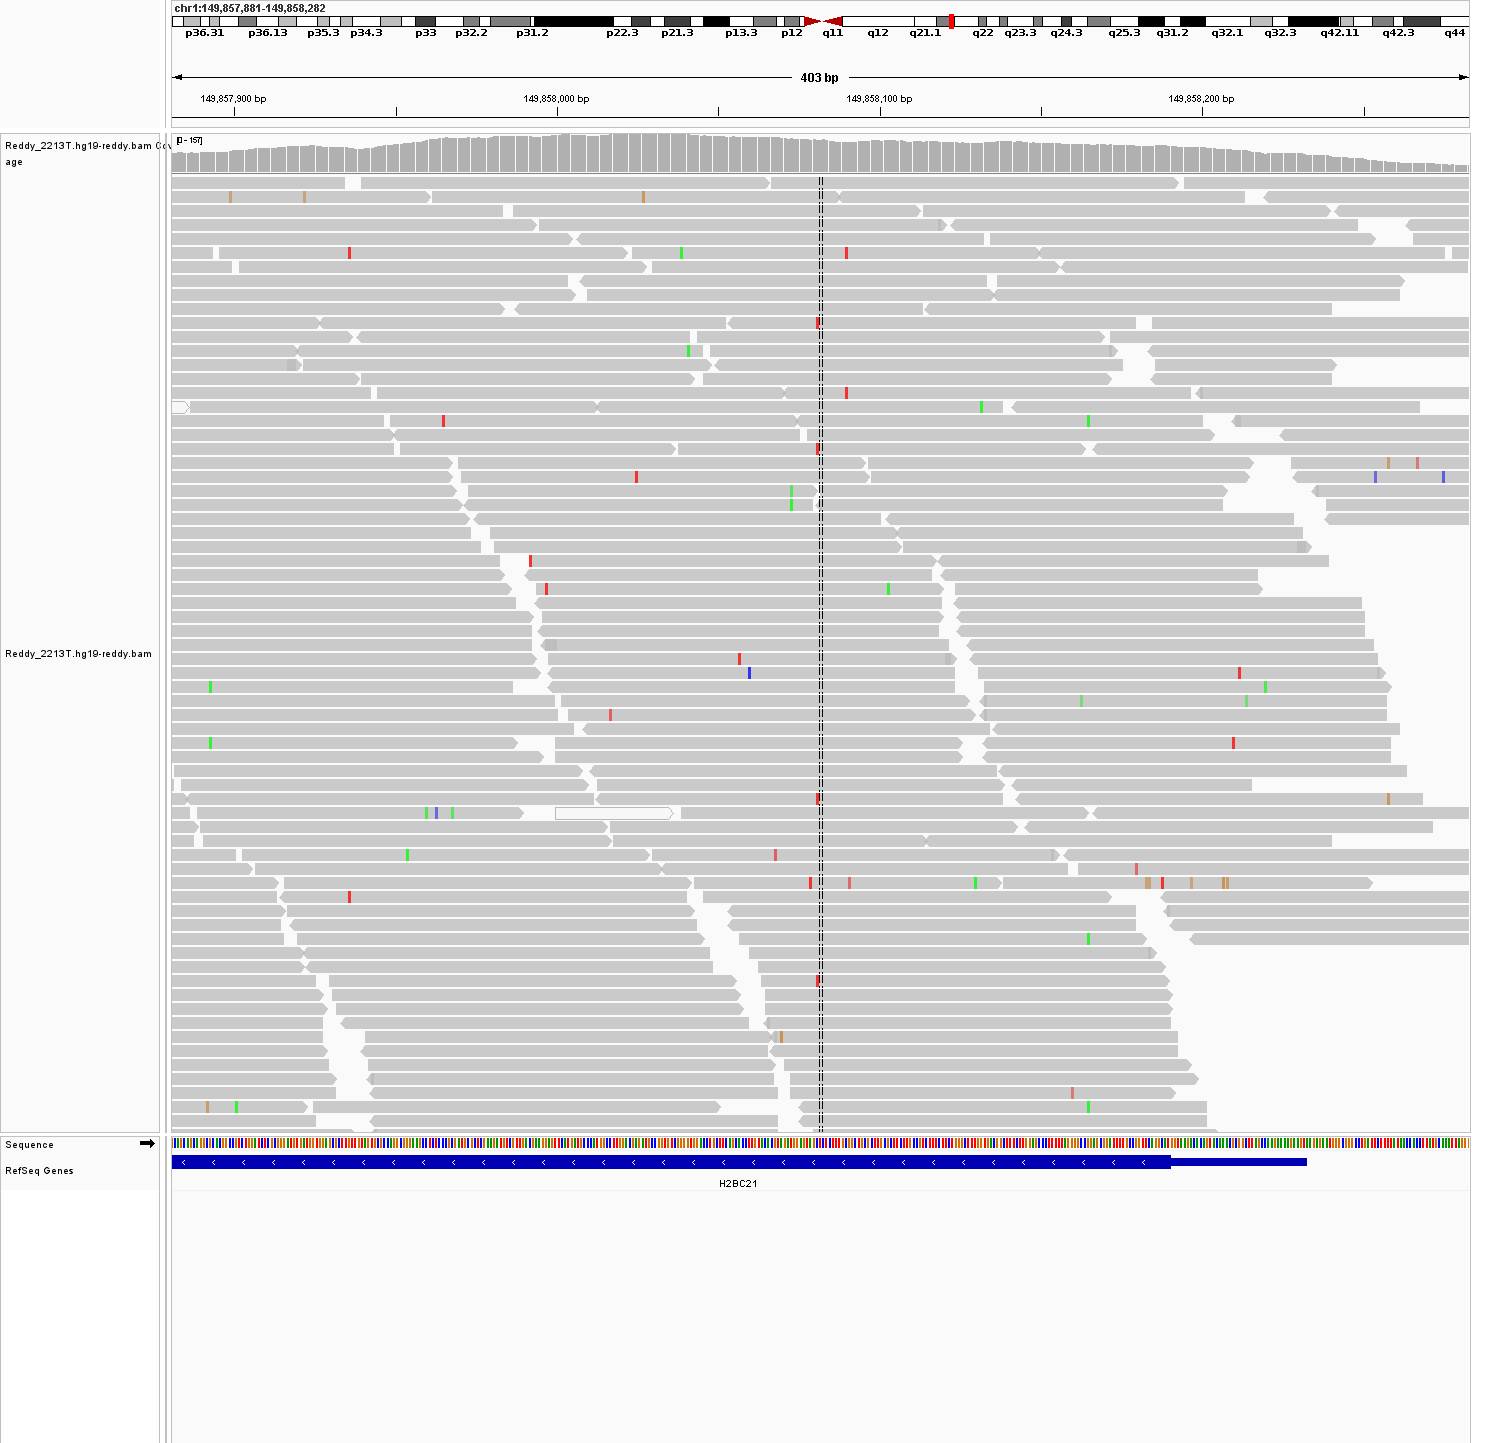 chr1:149,857,881-149,858,282
p36.31 p36.13 p35.3 p34.3 p33 p32.2 p31.2 p22.3 p21.3 p13.3 p12 q11 q12 q21.1 q22 q23.3 q24.3 q25.3 q31.2 q32.1 q32.3 q42.11 q42.3 q44
403 bp
149,857,900 bp 149,858,000 bp 149,858,100 bp 149,858,200 bp
Reddy_2213T.hg19-reddy.bam Cov
age
[0 - 157]
Reddy_2213T.hg19-reddy.bam
Sequence
RefSeq Genes
H2BC21